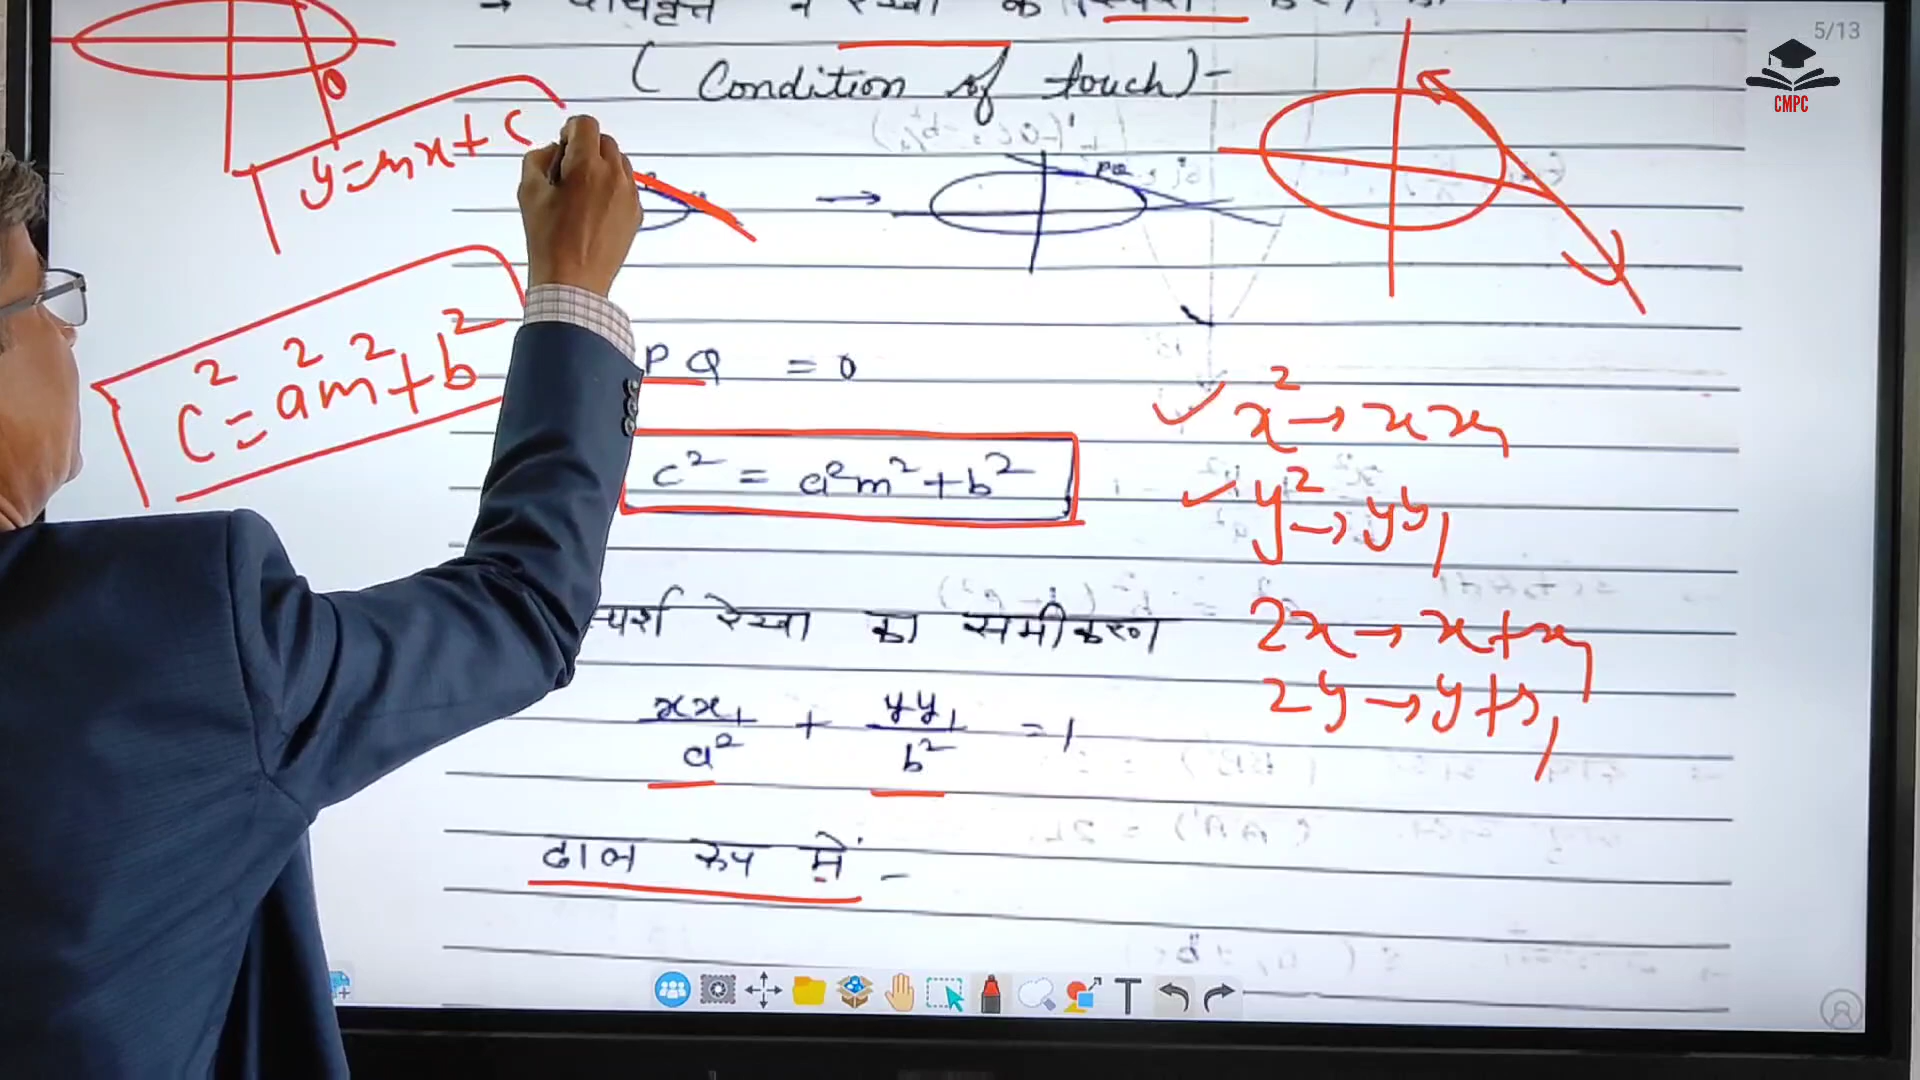 5/13
CMPC
(Condition of touch)-
y=mx+c
PQ
c²=a²m²+b²
PQ = 0
c² = a²m²+b²
x² → xx₁
y² → yy₁
स्पर्श रेखा का समीकरण
2x → x+x₁
2y → y+y₁
xx₁/a² + yy₁/b² = 1
ढाल रूप में -
T